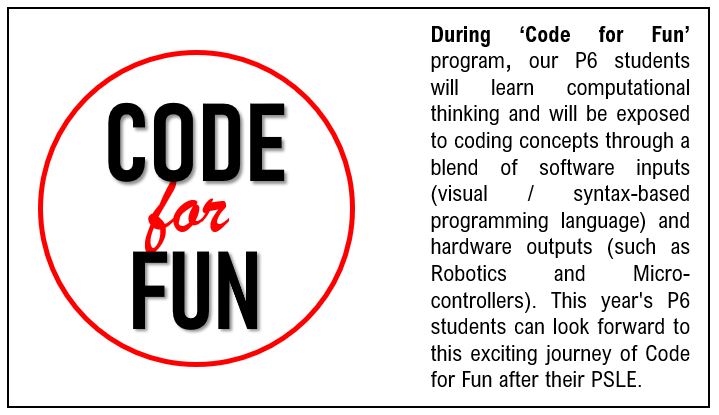 CODE
for
FUN
During ‘Code for Fun’
program, our P6 students
will learn computational
thinking and will be exposed
to coding concepts through a
blend of software inputs
(visual / syntax-based
programming language) and
hardware outputs (such as
Robotics and Micro-
controllers). This year's P6
students can look forward to
this exciting journey of Code
for Fun after their PSLE.